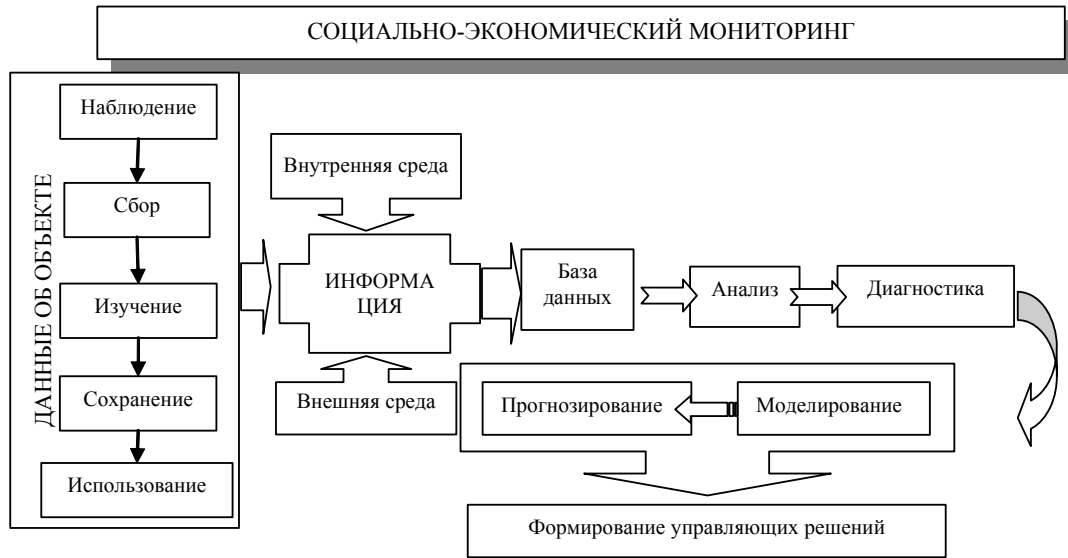 СОЦИАЛЬНО-ЭКОНОМИЧЕСКИЙ МОНИТОРИНГ
ДАННЫЕ ОБ ОБЪЕКТЕ
Наблюдение
Сбор
Изучение
Сохранение
Использование
Внутренняя среда
ИНФОРМА
ЦИЯ
Внешняя среда
База
данных
Анализ
Диагностика
Моделирование
Прогнозирование
Формирование управляющих решений